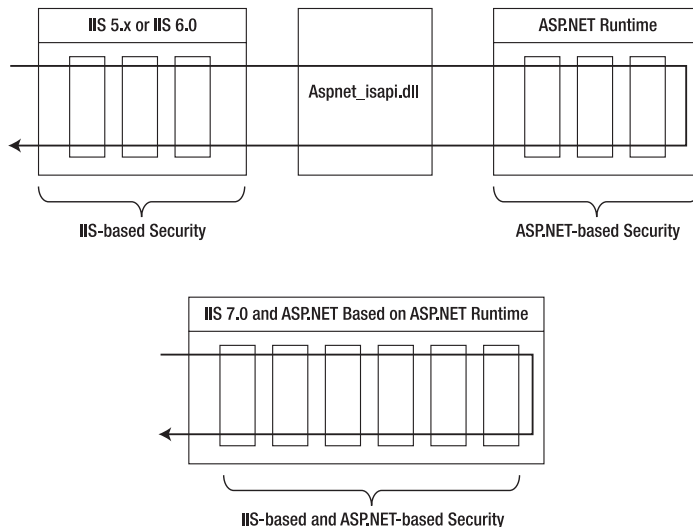 IIS 5.x or IIS 6.0
ASP.NET Runtime
Aspnet_isapi.dll
IIS-based Security
ASP.NET-based Security
IIS 7.0 and ASP.NET Based on ASP.NET Runtime
IIS-based and ASP.NET-based Security